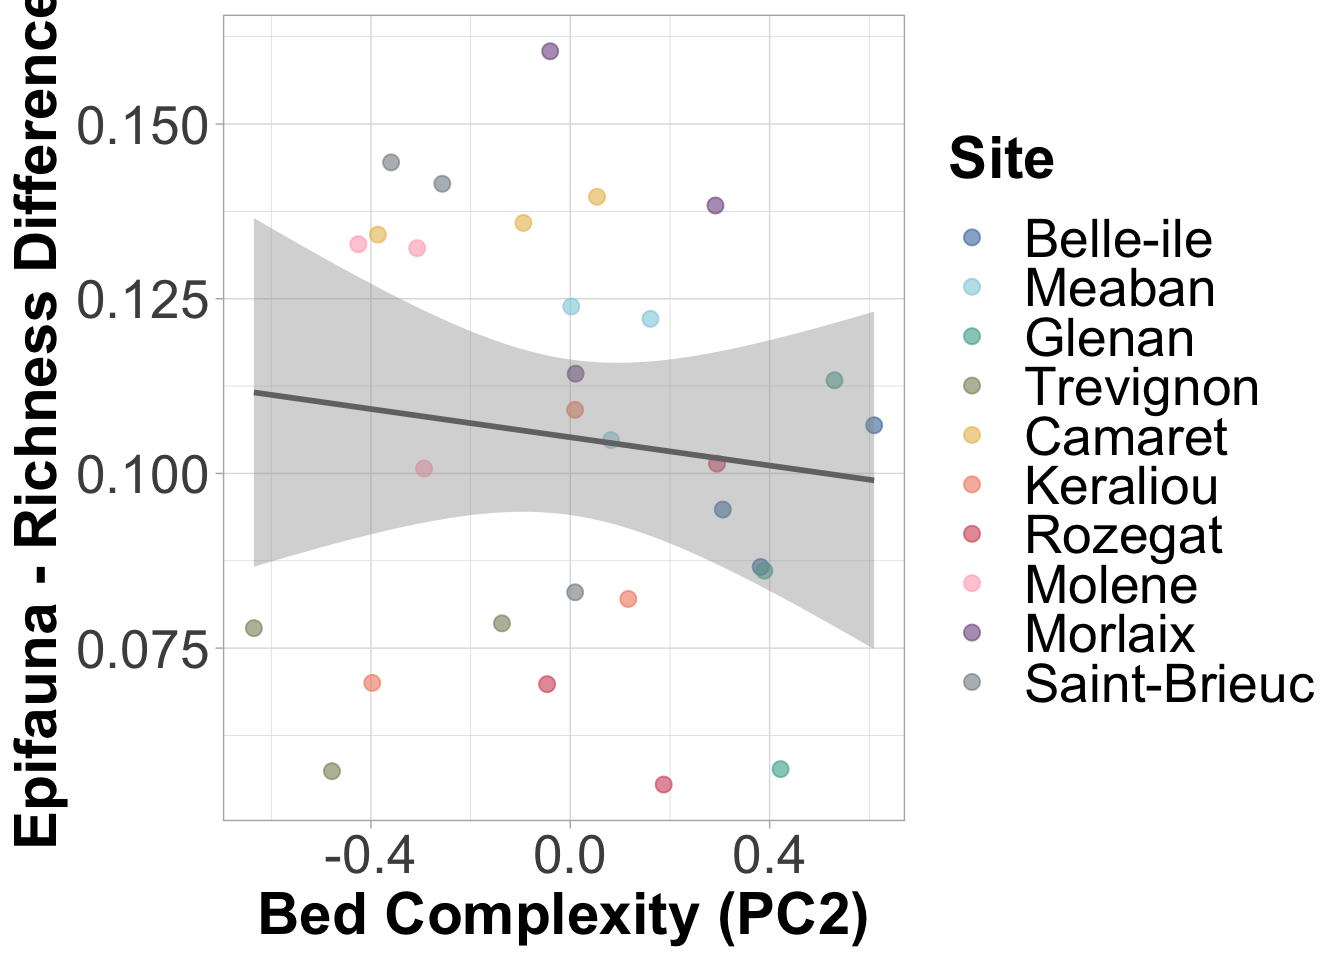 Epifauna - Richness Difference
0.150
0.125
0.100
0.075
-0.4
0.0
0.4
Bed Complexity (PC2)
Site
Belle-ile
Meaban
Glenan
Trevignon
Camaret
Keraliou
Rozegat
Molene
Morlaix
Saint-Brieuc